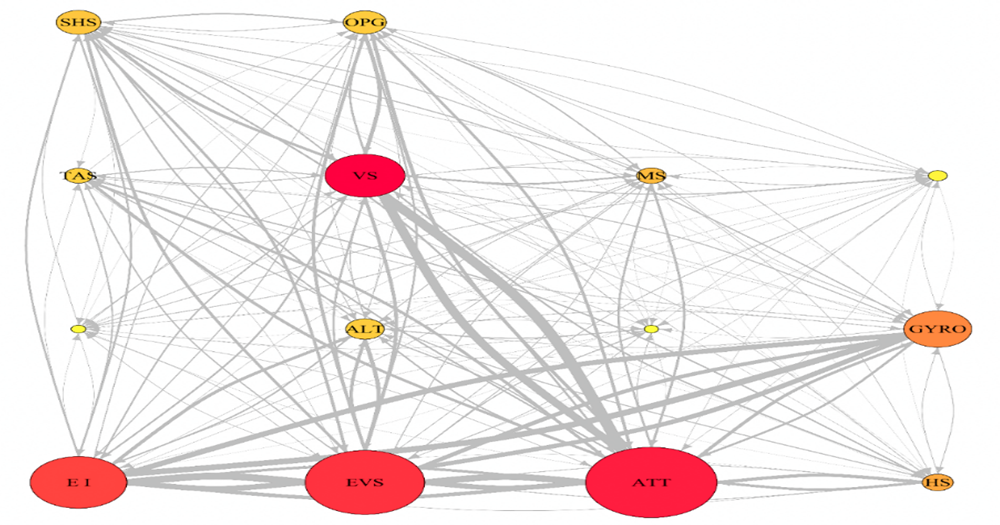 SHS OPG
TAS VS MS
ALT GYRO
E I EVS ATT HS